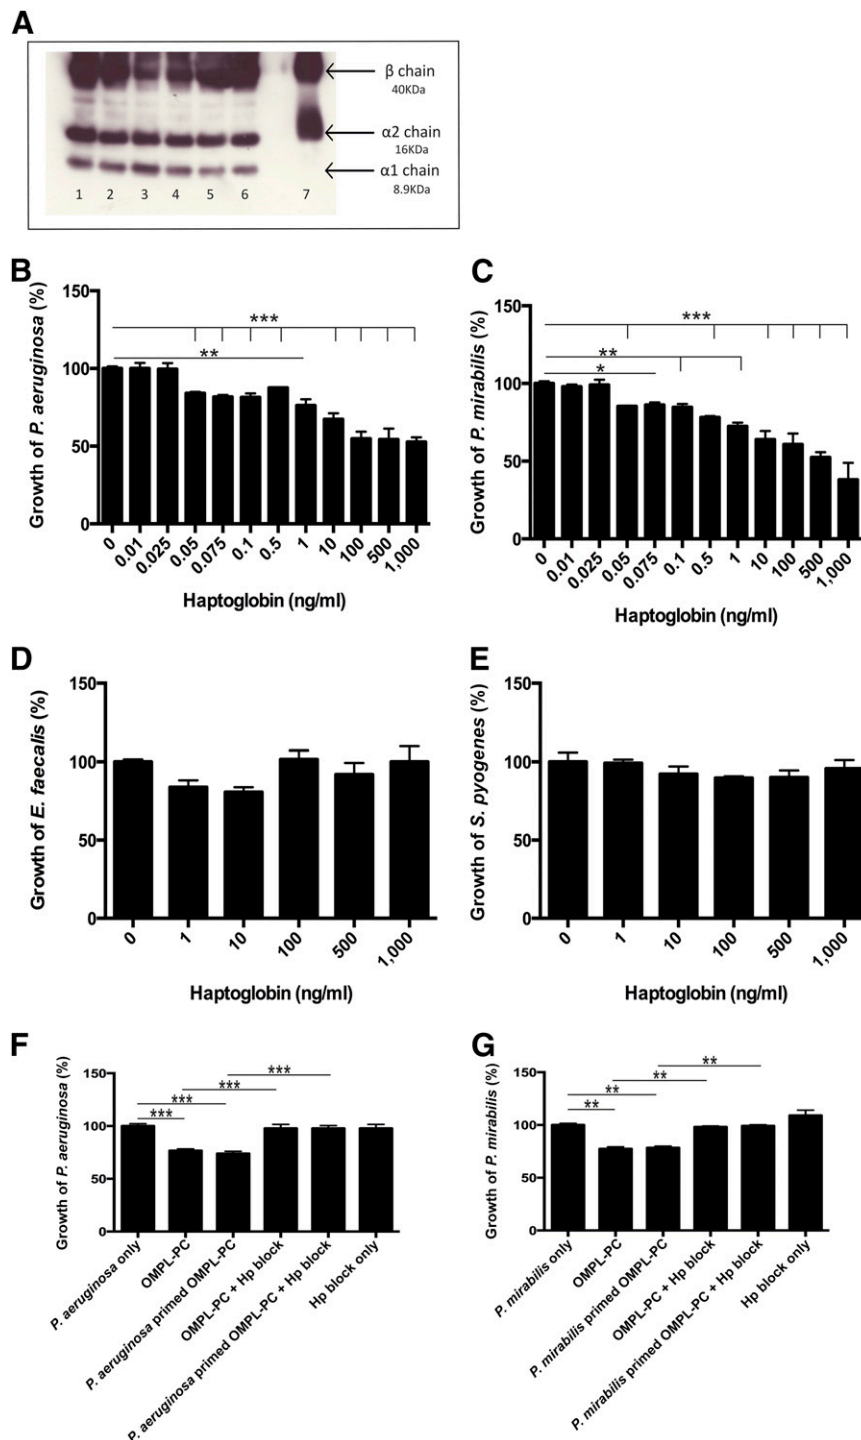 A
β chain
40KDa
α2 chain
16KDa
α1 chain
8.9KDa
1 2 3 4 5 6 7
B
Growth of P. aeruginosa (%)
150
100
50
0
***
**
0 0.01 0.025 0.05 0.075 0.1 0.5 1 10 100 500 1,000
Haptoglobin (ng/ml)
C
Growth of P. mirabilis (%)
150
100
50
0
***
**
*
0 0.01 0.025 0.05 0.075 0.1 0.5 1 10 100 500 1,000
Haptoglobin (ng/ml)
D
Growth of E. faecalis (%)
150
100
50
0
0 1 10 100 500 1,000
Haptoglobin (ng/ml)
E
Growth of S. pyogenes (%)
150
100
50
0
0 1 10 100 500 1,000
Haptoglobin (ng/ml)
F
Growth of P. aeruginosa (%)
150
100
50
0
***
***
***
***
P. aeruginosa only
OMPL-PC
P. aeruginosa primed OMPL-PC
OMPL-PC + Hp block
P. aeruginosa primed OMPL-PC + Hp block
Hp block only
G
Growth of P. mirabilis (%)
150
100
50
0
**
**
**
**
P. mirabilis only
OMPL-PC
P. mirabilis primed OMPL-PC
OMPL-PC + Hp block
P. mirabilis primed OMPL-PC + Hp block
Hp block only